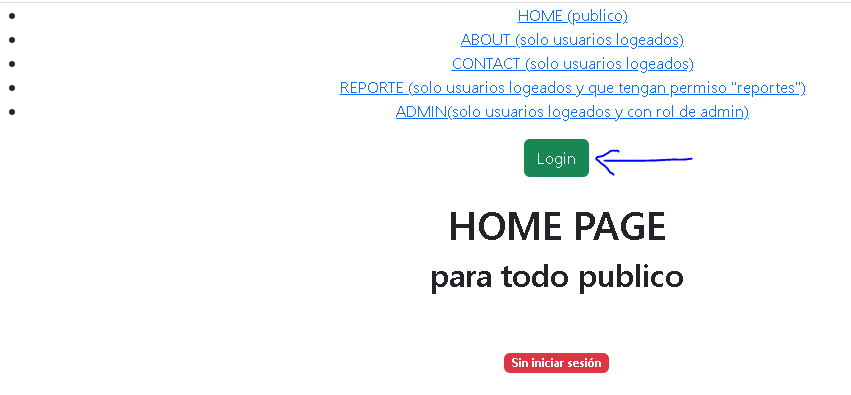 HOME (publico)
ABOUT (solo usuarios logeados)
CONTACT (solo usuarios logeados)
REPORTE (solo usuarios logeados y que tengan permiso "reportes")
ADMIN(solo usuarios logeados y con rol de admin)
Login
HOME PAGE
para todo publico
Sin iniciar sesión